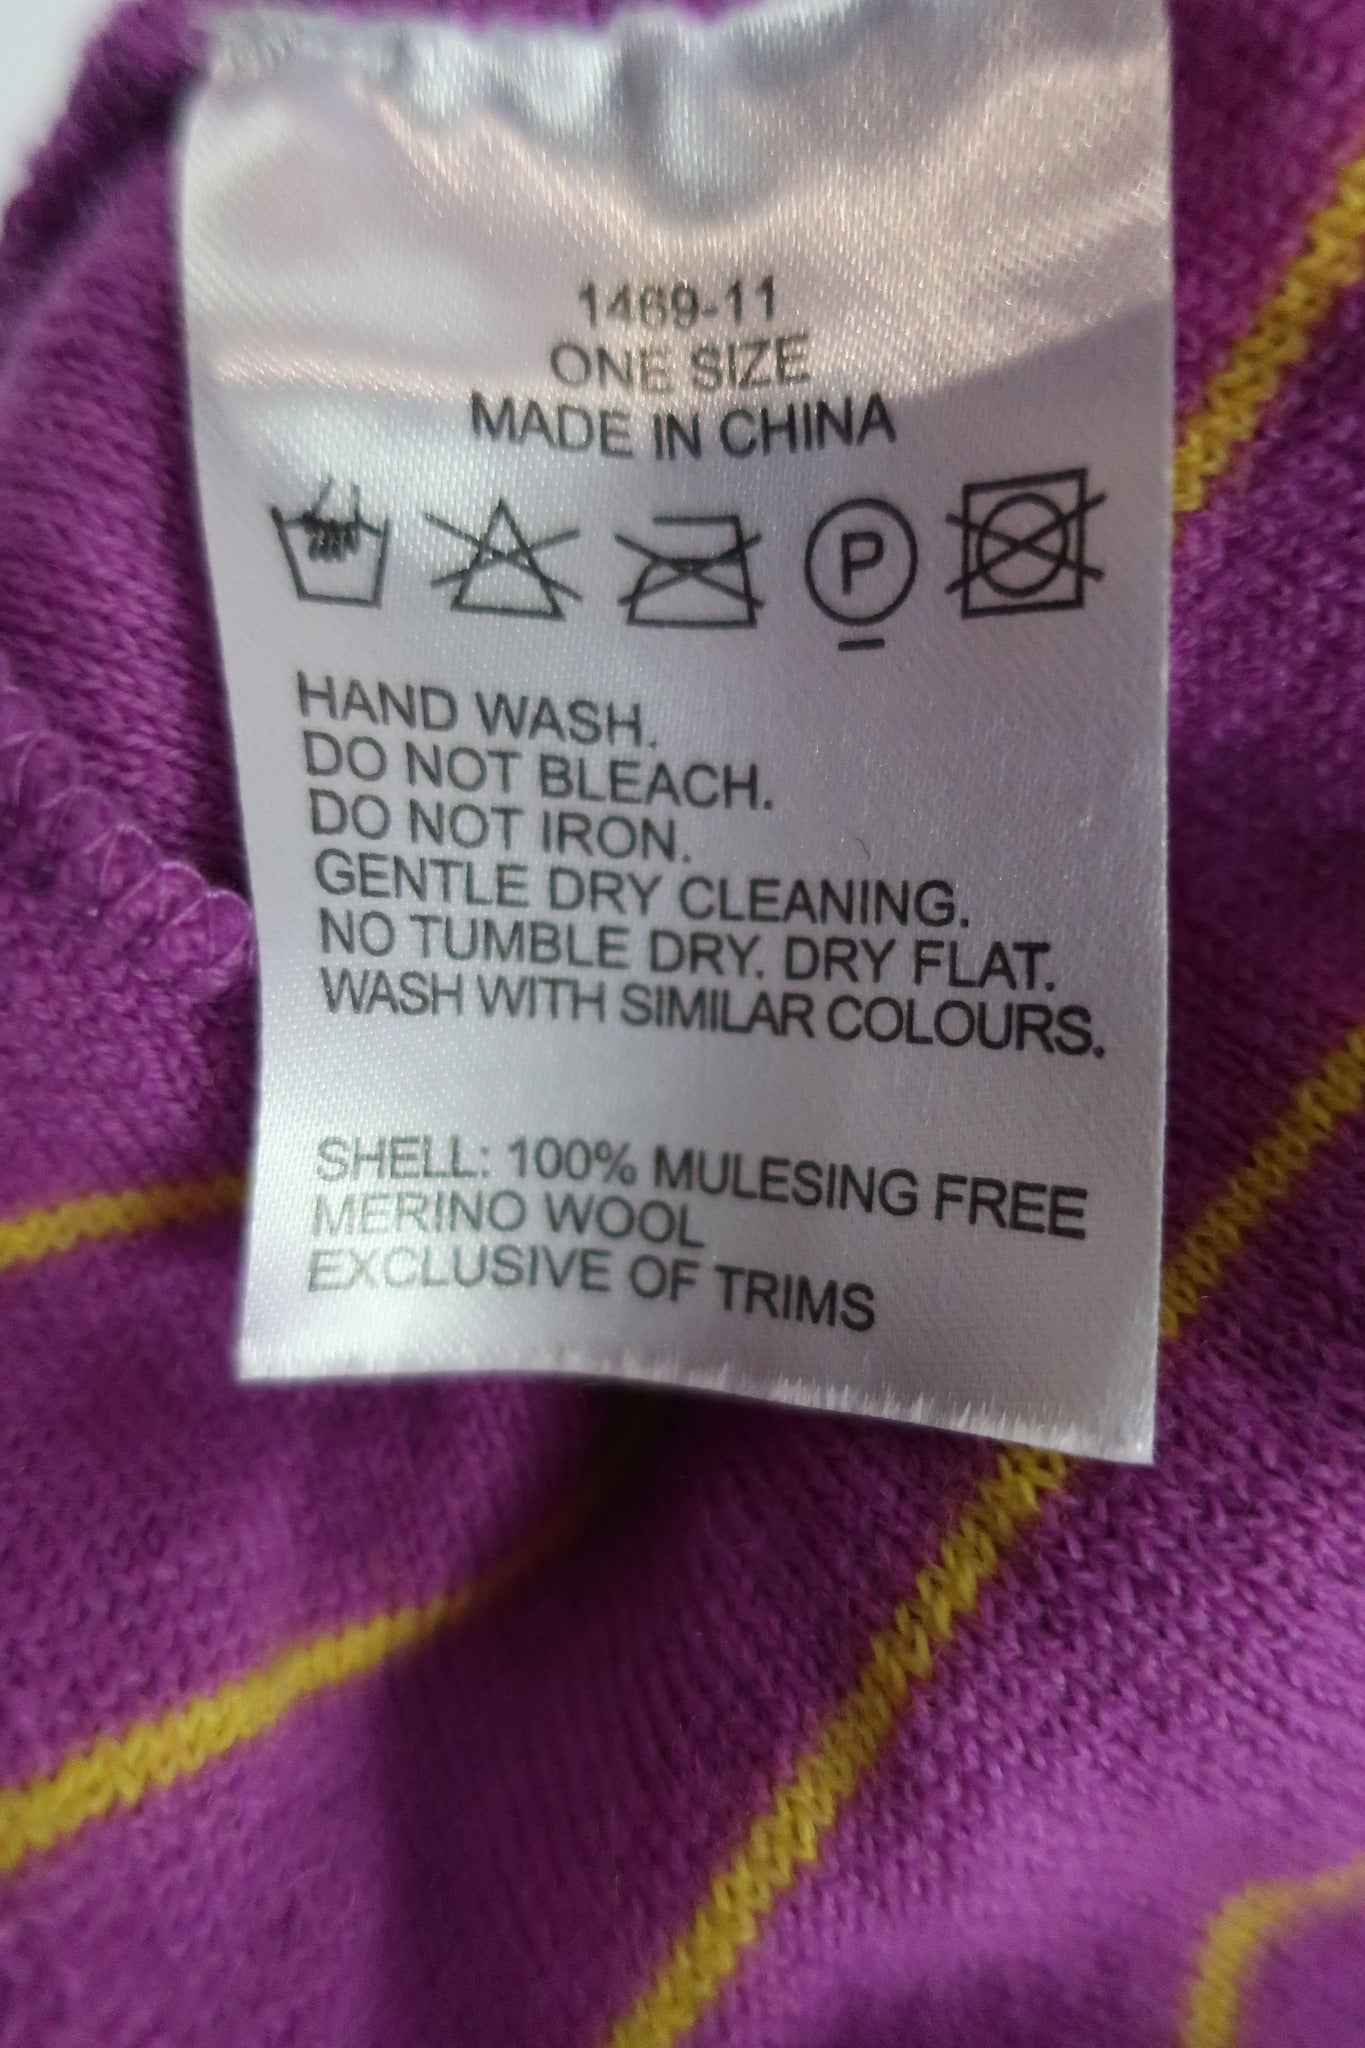 1469-11
ONE SIZE
MADE IN CHINA
P
HAND WASH.
DO NOT BLEACH.
DO NOT IRON.
GENTLE DRY CLEANING.
NO TUMBLE DRY. DRY FLAT.
WASH WITH SIMILAR COLOURS.
SHELL: 100% MULESING FREE
MERINO WOOL
EXCLUSIVE OF TRIMS